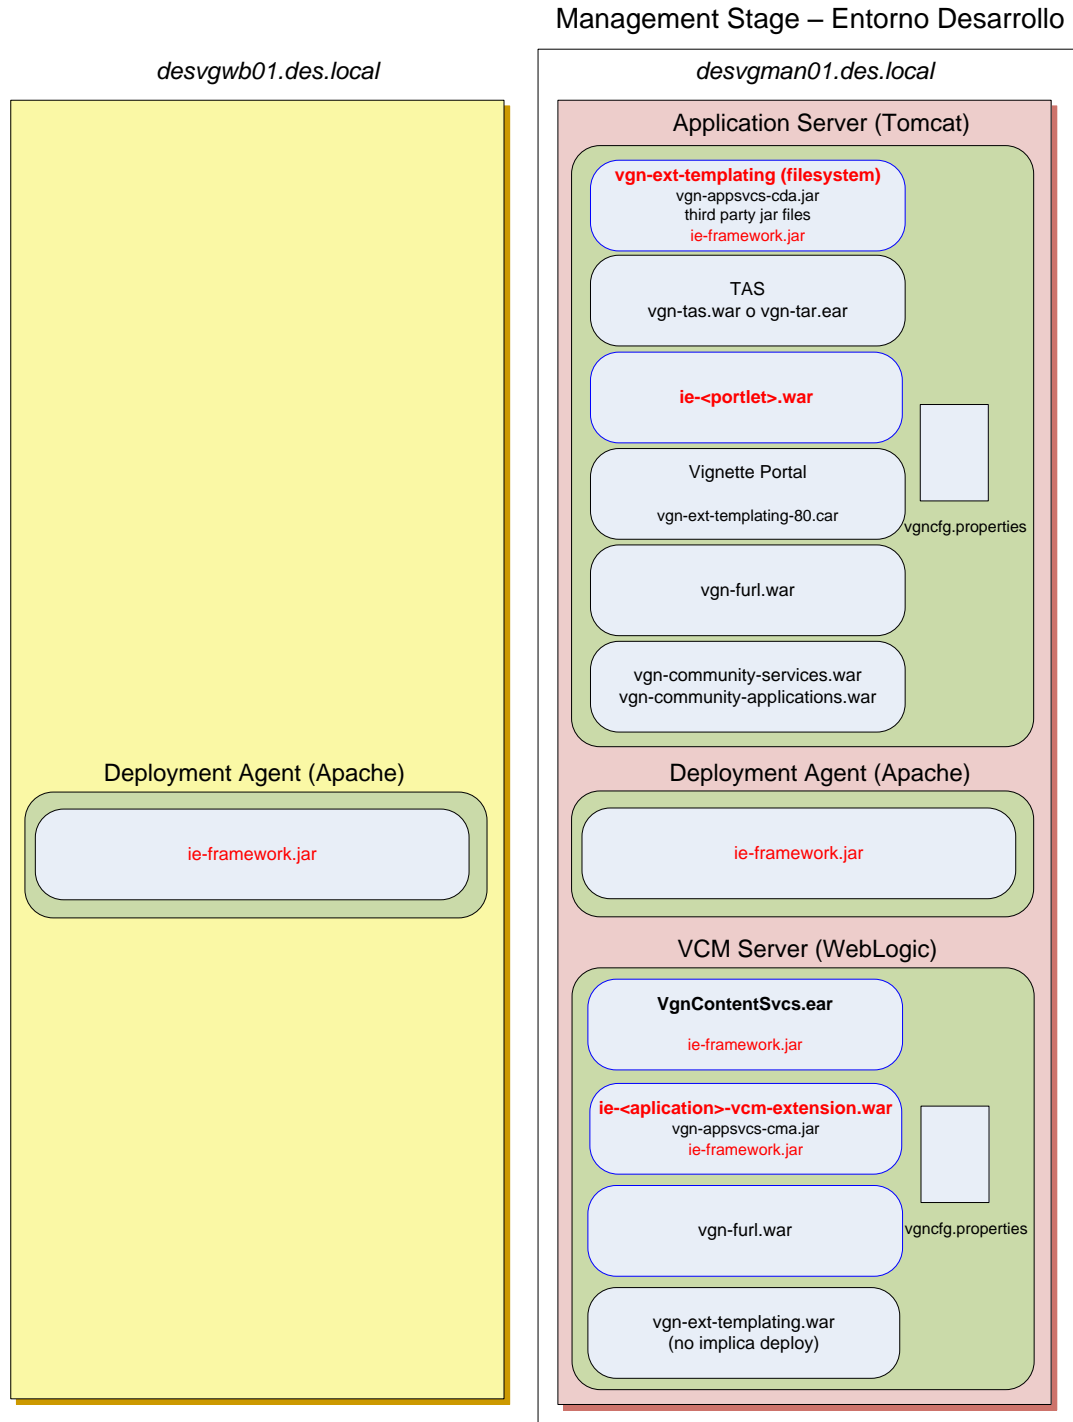 Management Stage – Entorno Desarrollo
desvgwb01.des.local
desvgman01.des.local
Application Server (Tomcat)
vgn-ext-templating (filesystem)
vgn-appsvcs-cda.jar
third party jar files
ie-framework.jar
TAS
vgn-tas.war o vgn-tar.ear
ie-<portlet>.war
Vignette Portal
vgn-ext-templating-80.car
vgncfg.properties
vgn-furl.war
vgn-community-services.war
vgn-community-applications.war
Deployment Agent (Apache)
ie-framework.jar
Deployment Agent (Apache)
ie-framework.jar
VCM Server (WebLogic)
VgnContentSvcs.ear
ie-framework.jar
ie-<aplication>-vcm-extension.war
vgn-appsvcs-cma.jar
ie-framework.jar
vgn-furl.war
vgncfg.properties
vgn-ext-templating.war
(no implica deploy)